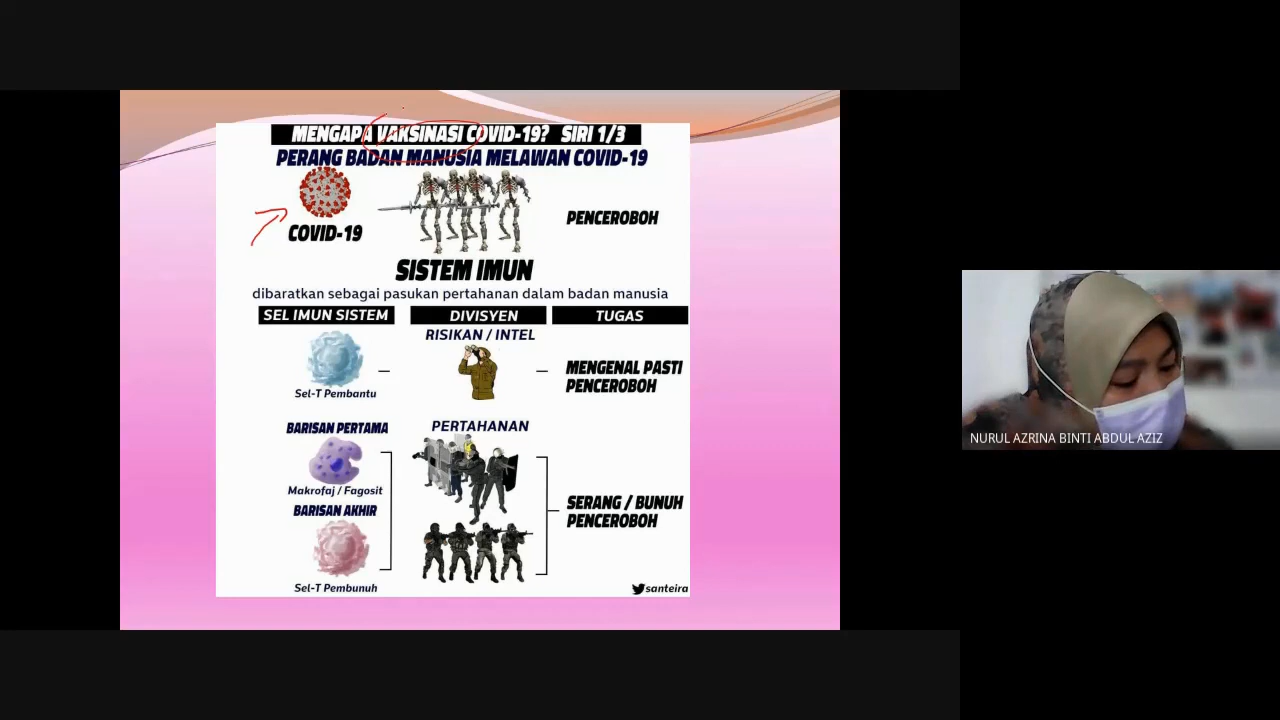 MENGAPA VAKSINASI COVID-19? SIRI 1/3
PERANG BADAN MANUSIA MELAWAN COVID-19
COVID-19
PENCEROBOH
SISTEM IMUN
dibaratkan sebagai pasukan pertahanan dalam badan manusia
SEL IMUN SISTEM
DIVISYEN
TUGAS
RISIKAN / INTEL
Sel-T Pembantu
MENGENAL PASTI
PENCEROBOH
BARISAN PERTAMA
PERTAHANAN
Makrofaj / Fagosit
BARISAN AKHIR
SERANG / BUNUH
PENCEROBOH
Sel-T Pembunuh
santeira
NURUL AZRINA BINTI ABDUL AZIZ